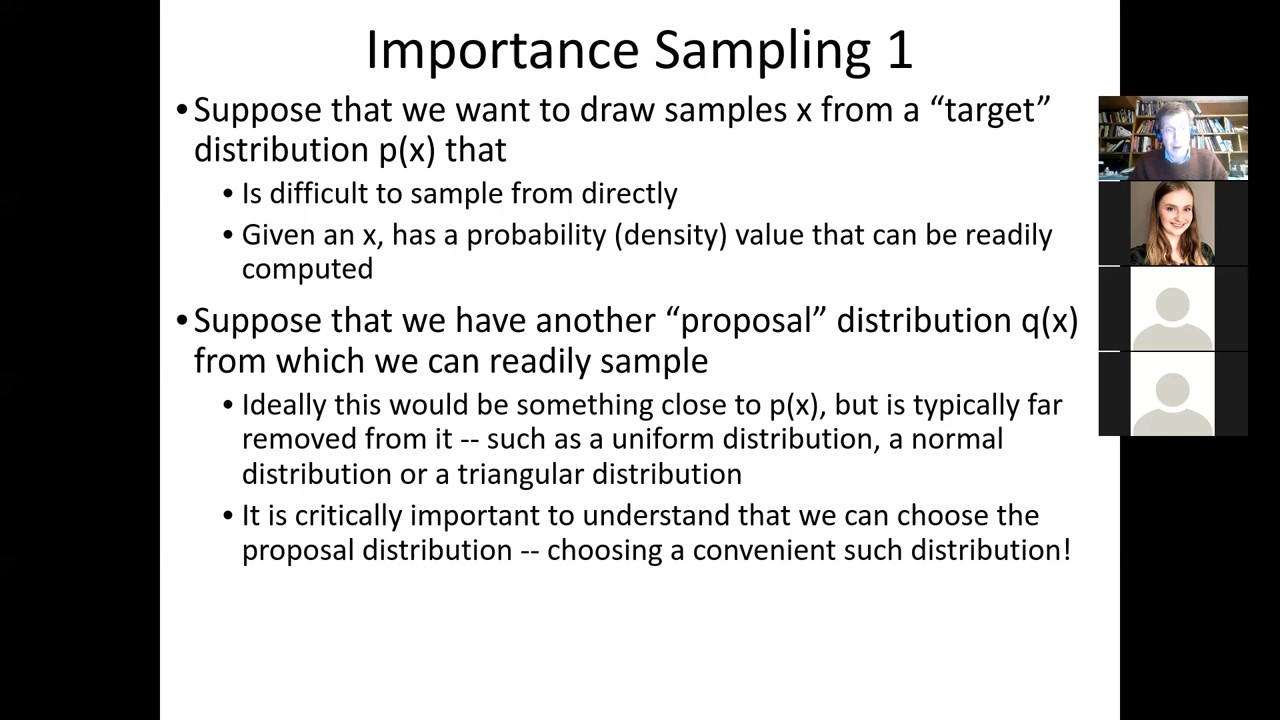 Importance Sampling 1
• Suppose that we want to draw samples x from a “target”
distribution p(x) that
• Is difficult to sample from directly
• Given an x, has a probability (density) value that can be readily
computed
• Suppose that we have another “proposal” distribution q(x)
from which we can readily sample
• Ideally this would be something close to p(x), but is typically far
removed from it -- such as a uniform distribution, a normal
distribution or a triangular distribution
• It is critically important to understand that we can choose the
proposal distribution -- choosing a convenient such distribution!